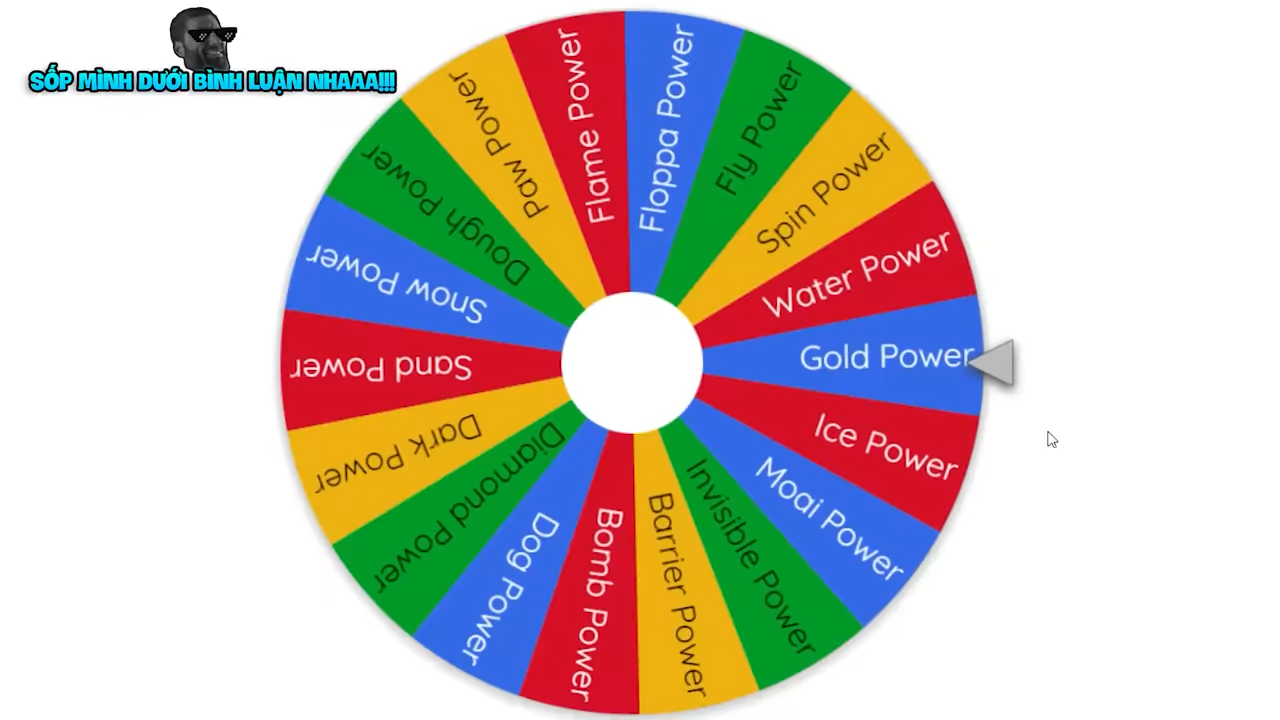 SỐP MÌNH DƯỚI BÌNH LUẬN NHAAA!!!
Floppa Power
Fly Power
Spin Power
Water Power
Gold Power
Ice Power
Moai Power
Invisible Power
Barrier Power
Bomb Power
Dog Power
Diamond Power
Dark Power
Sand Power
Snow Power
Dough Power
Paw Power
Flame Power